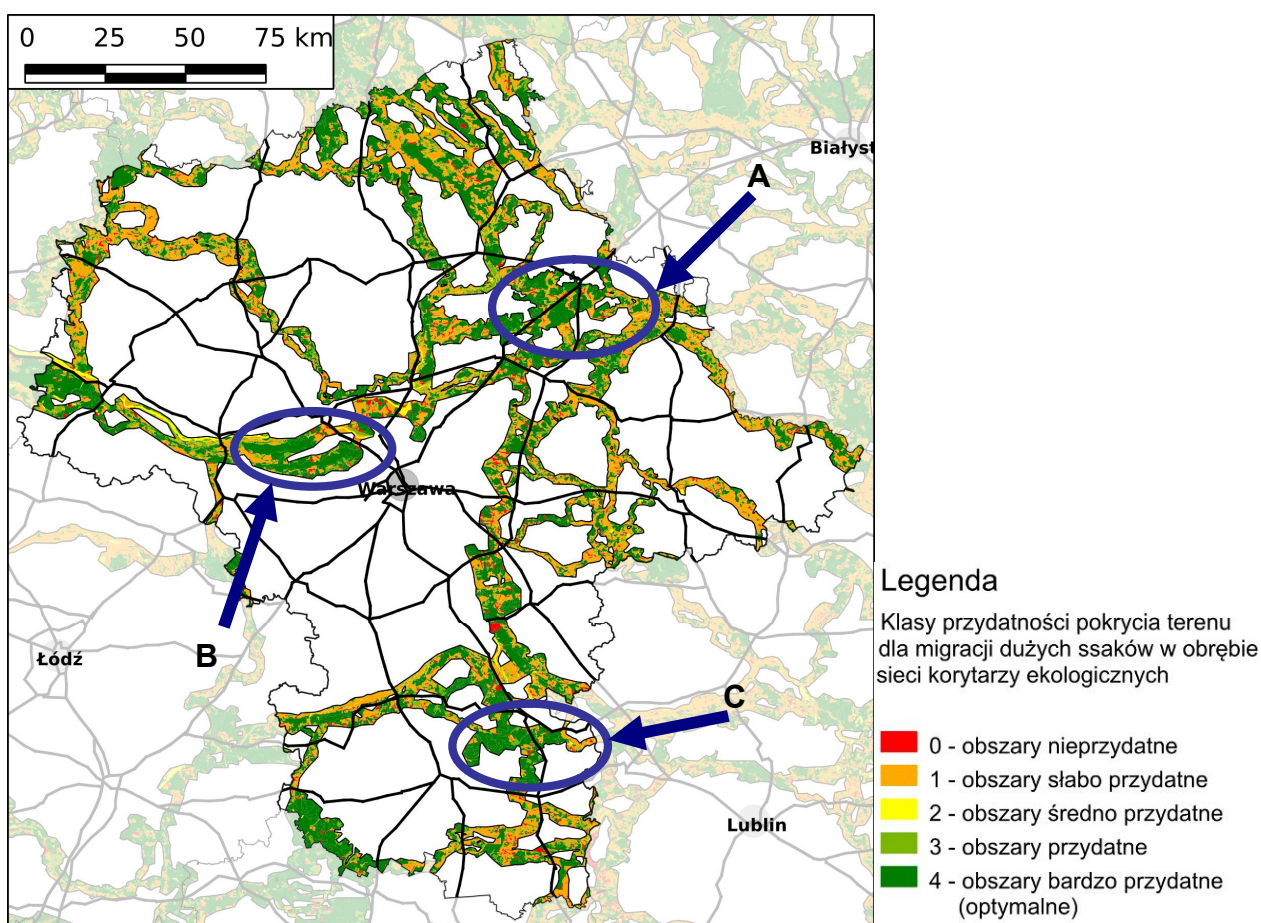 0 25 50 75 km
Białyst
A
Warszawa
B
Łódź
C
Lublin
Legenda
Klasy przydatności pokrycia terenu
dla migracji dużych ssaków w obrębie
sieci korytarzy ekologicznych
0 - obszary nieprzydatne
1 - obszary słabo przydatne
2 - obszary średno przydatne
3 - obszary przydatne
4 - obszary bardzo przydatne
(optymalne)